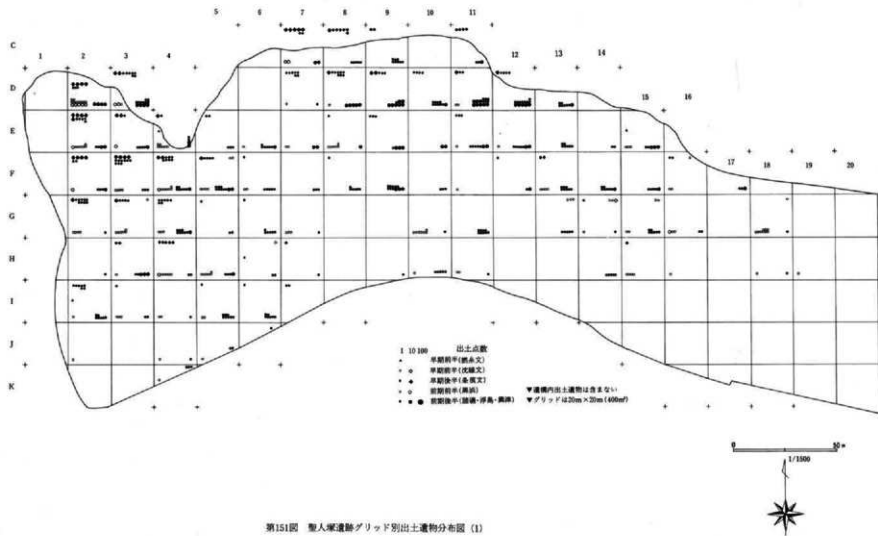 5 6 7 8 9 10 11
C
1 2 3 4
12 13 14
D
15 16
E
F
17 18 19 20
G
H
I
J
K
1 10 100 出土点数
早期前半(撚糸文)
早期前半(沈線文)
早期後半(条痕文)
前期前半(黒浜) ▼遺構内出土遺物は含まない
前期後半(諸磯・浮島・興津) ▼グリッドは20m×20m(400㎡)
0 50m
1/1500
第151図 聖人塚遺跡グリッド別出土遺物分布図(1)